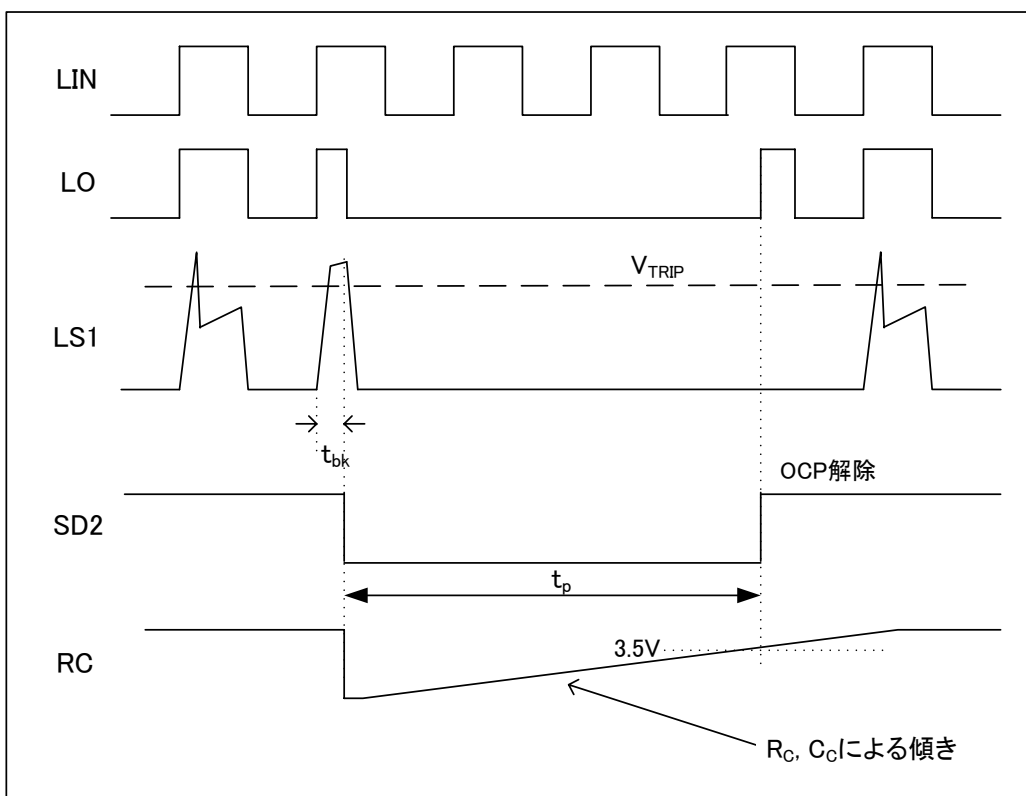 LIN
LO
V_TRIP
LS1
t_bk
OCP解除
SD2
t_p
3.5V
RC
R_C, C_Cによる傾き